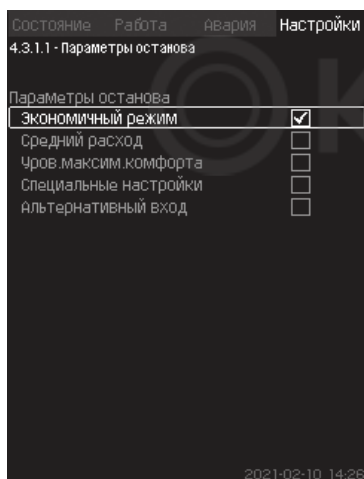 Состояние Работа Авария Настройки
4.3.1.1 - Параметры останова
Параметры останова
Экономичный режим
Средний расход
Уров.максим.комфорта
Специальные настройки
Альтернативный вход
2021-02-10 14:26